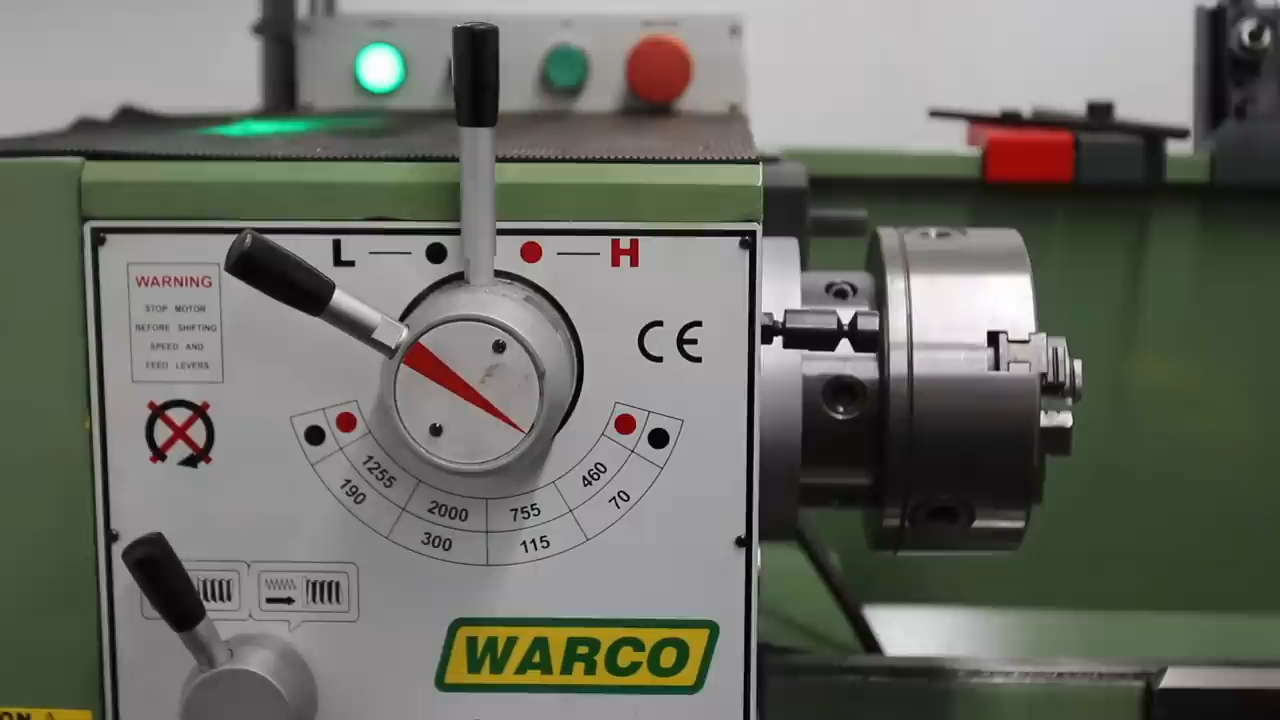 L
H
WARNING
STOP MOTOR
BEFORE SHIFTING
SPEED AND
FEED LEVERS
CE
1255
2000
755
460
190
300
115
70
WARCO